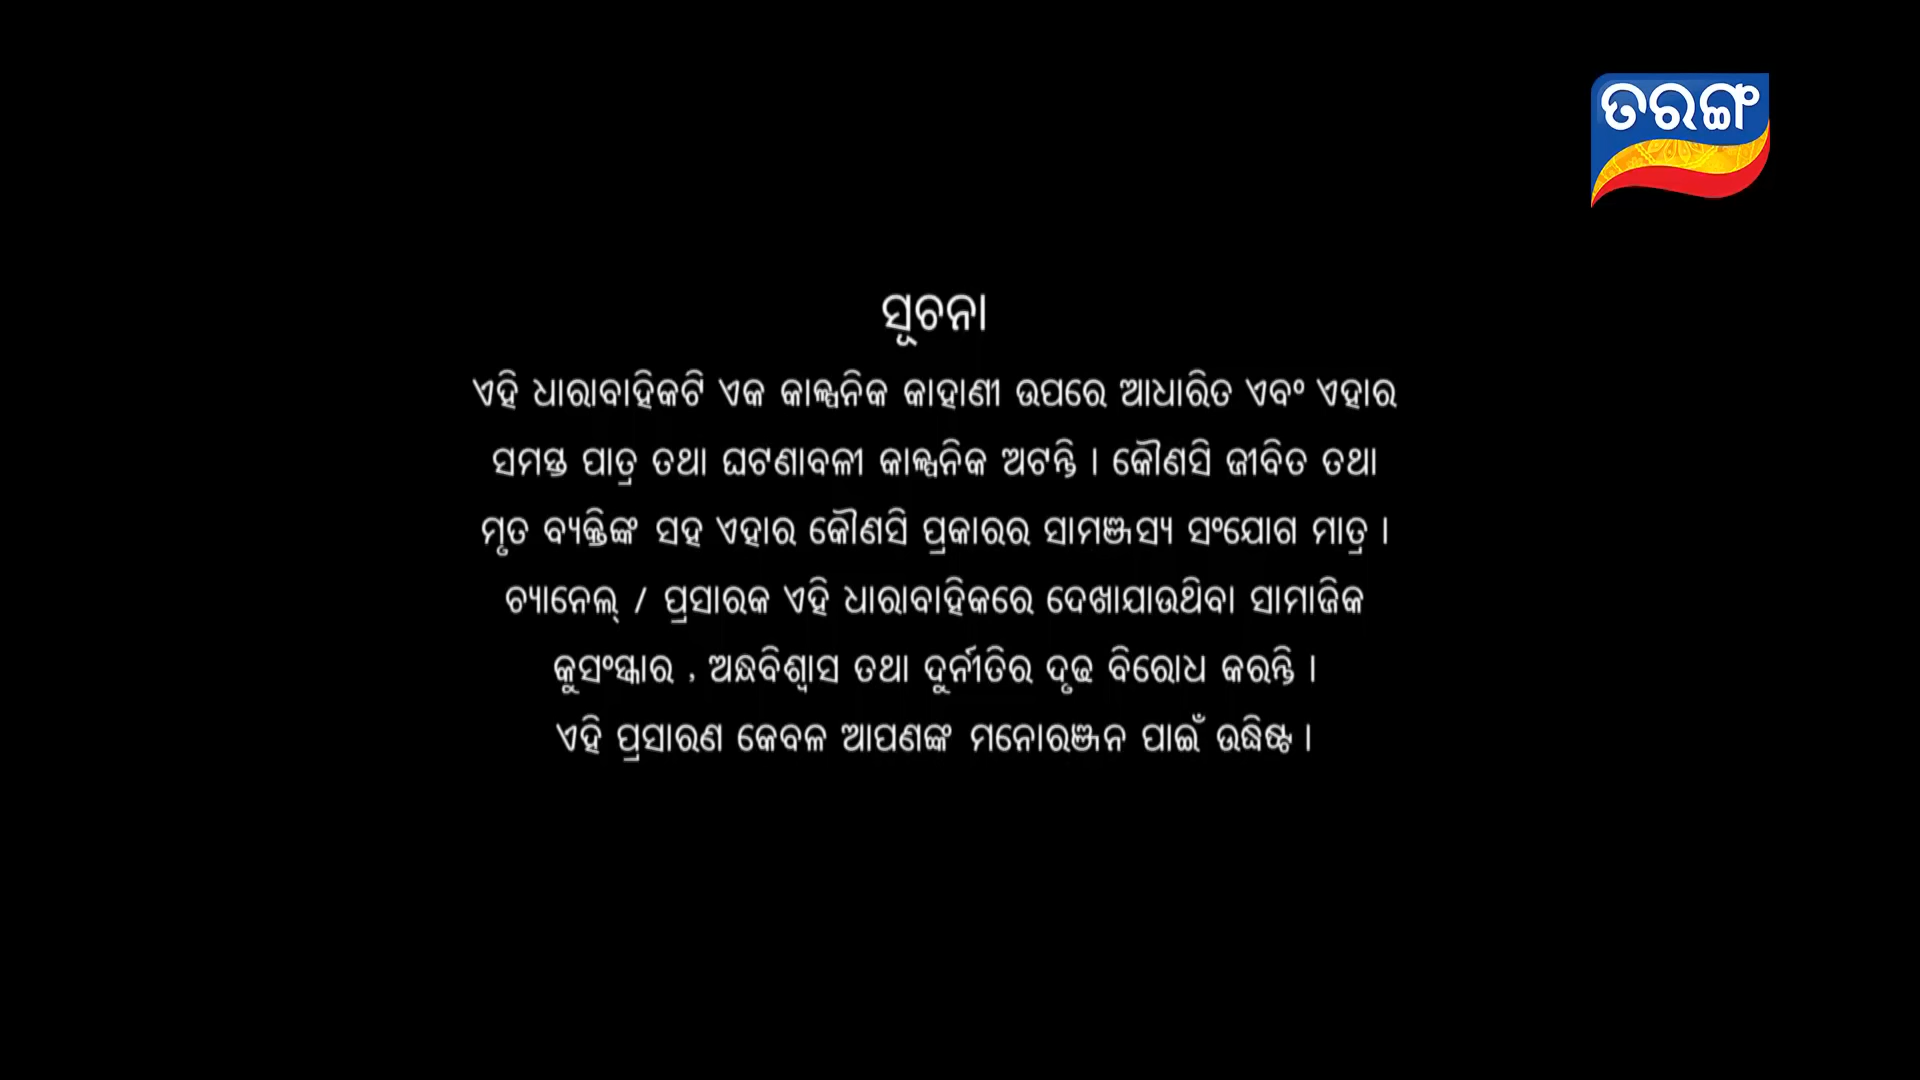 ତରଙ୍ଗ
ସୂଚନା
ଏହି ଧାରାବାହିକଟି ଏକ କାଳ୍ପନିକ କାହାଣୀ ଉପରେ ଆଧାରିତ ଏବଂ ଏହାର
ସମସ୍ତ ପାତ୍ର ତଥା ଘଟଣାବଳୀ କାଳ୍ପନିକ ଅଟନ୍ତି । କୌଣସି ଜୀବିତ ତଥା
ମୃତ ବ୍ୟକ୍ତିଙ୍କ ସହ ଏହାର କୌଣସି ପ୍ରକାରର ସାମଞ୍ଜସ୍ୟ ସଂଯୋଗ ମାତ୍ର ।
ଚ୍ୟାନେଲ୍ / ପ୍ରସାରକ ଏହି ଧାରାବାହିକରେ ଦେଖାଯାଉଥିବା ସାମାଜିକ
କୁସଂସ୍କାର , ଅନ୍ଧବିଶ୍ୱାସ ତଥା ଦୁର୍ନୀତିର ଦୃଢ ବିରୋଧ କରନ୍ତି ।
ଏହି ପ୍ରସାରଣ କେବଳ ଆପଣଙ୍କ ମନୋରଞ୍ଜନ ପାଇଁ ଉଦ୍ଧିଷ୍ଟ ।